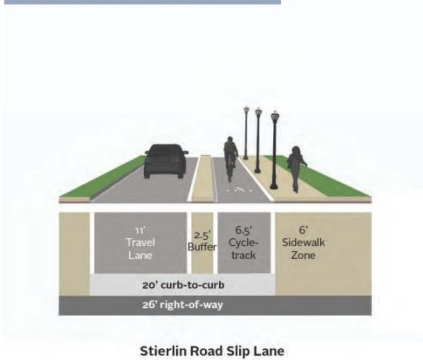 11'
Travel
Lane
2.5'
Buffer
6.5'
Cycle-
track
6'
Sidewalk
Zone
20' curb-to-curb
26' right-of-way
Stierlin Road Slip Lane